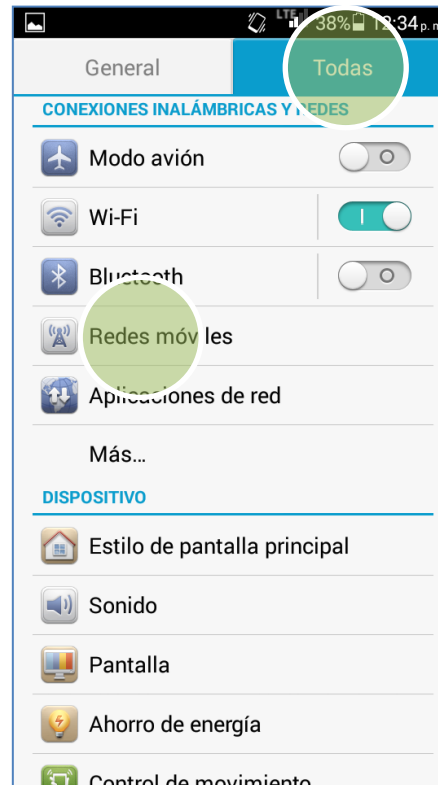 LTE 38% 12:34 p. m
General Todas
CONEXIONES INALÁMBRICAS Y REDES
Modo avión
Wi-Fi
Bluetooth
Redes móviles
Aplicaciones de red
Más...
DISPOSITIVO
Estilo de pantalla principal
Sonido
Pantalla
Ahorro de energía
Control de movimiento